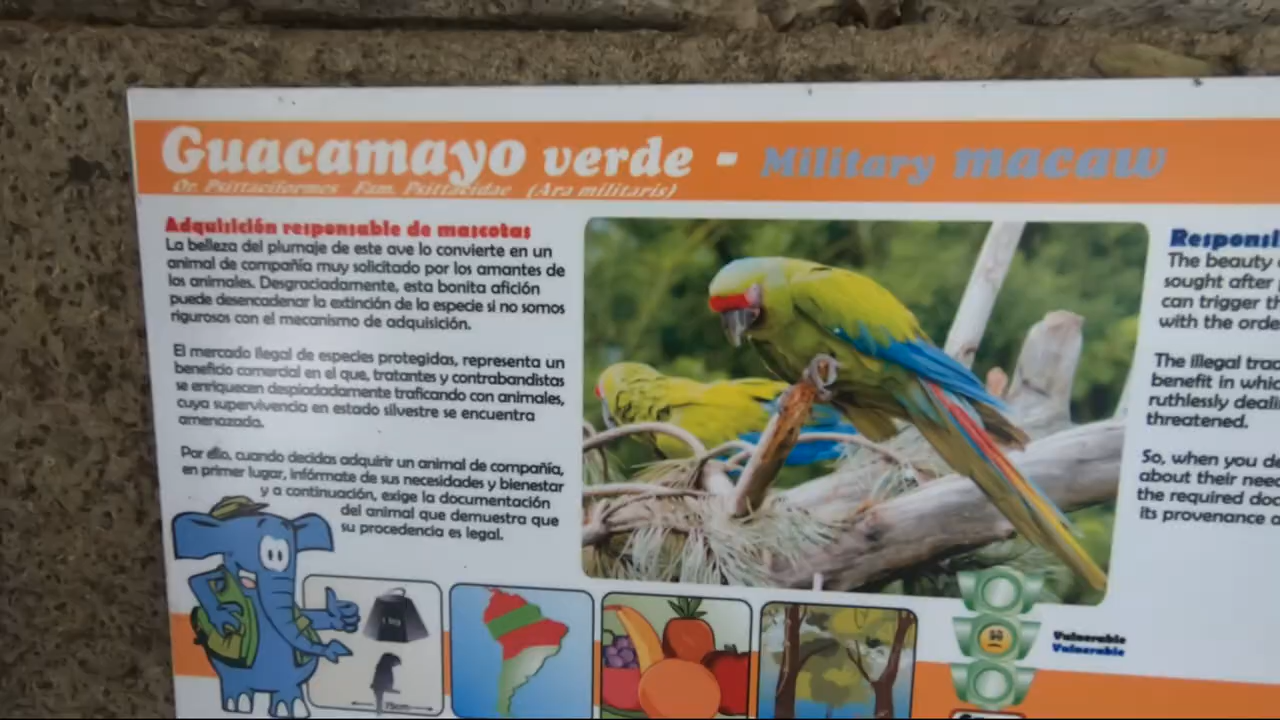 Guacamayo verde - Military macaw
Or. Psittaciformes Fam. Psittacidae (Ara militaris)
Adquisición responsable de mascotas
La belleza del plumaje de este ave lo convierte en un
animal de compañía muy solicitado por los amantes de
los animales. Desgraciadamente, esta bonita afición
puede desencadenar la extinción de la especie si no somos
rigurosos con el mecanismo de adquisición.
El mercado ilegal de especies protegidas, representa un
beneficio comercial en el que, tratantes y contrabandistas
se enriquecen despiadadamente traficando con animales,
cuya supervivencia en estado silvestre se encuentra
amenazada.
Por ello, cuando decidas adquirir un animal de compañía,
en primer lugar, infórmate de sus necesidades y bienestar
y a continuación, exige la documentación
del animal que demuestra que
su procedencia es legal.
Responsi
The beauty
sought after
can trigger th
with the orde
The illegal trad
benefit in whic
ruthlessly deali
threatened.
So, when you de
about their need
the required doc
its provenance
Vulnerable
Vulnerable
75cm